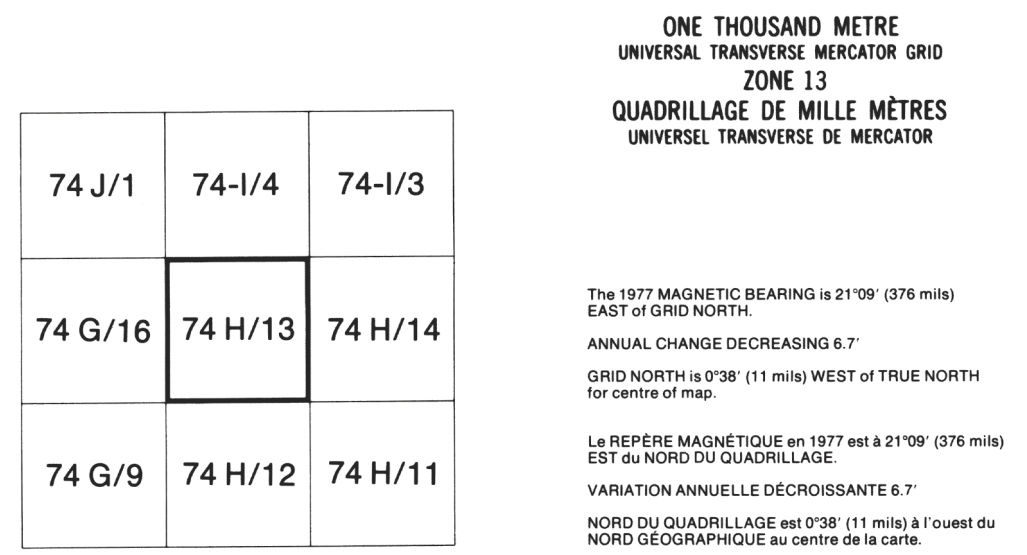 ONE THOUSAND METRE
UNIVERSAL TRANSVERSE MERCATOR GRID
ZONE 13
QUADRILLAGE DE MILLE MÈTRES
UNIVERSEL TRANSVERSE DE MERCATOR
74 J/1 74-I/4 74-I/3
74 G/16 74 H/13 74 H/14
74 G/9 74 H/12 74 H/11
The 1977 MAGNETIC BEARING is 21°09′ (376 mils)
EAST of GRID NORTH.
ANNUAL CHANGE DECREASING 6.7′
GRID NORTH is 0°38′ (11 mils) WEST of TRUE NORTH
for centre of map.
Le REPÈRE MAGNÉTIQUE en 1977 est à 21°09′ (376 mils)
EST du NORD DU QUADRILLAGE.
VARIATION ANNUELLE DÉCROISSANTE 6.7′
NORD DU QUADRILLAGE est 0°38′ (11 mils) à l'ouest du
NORD GÉOGRAPHIQUE au centre de la carte.